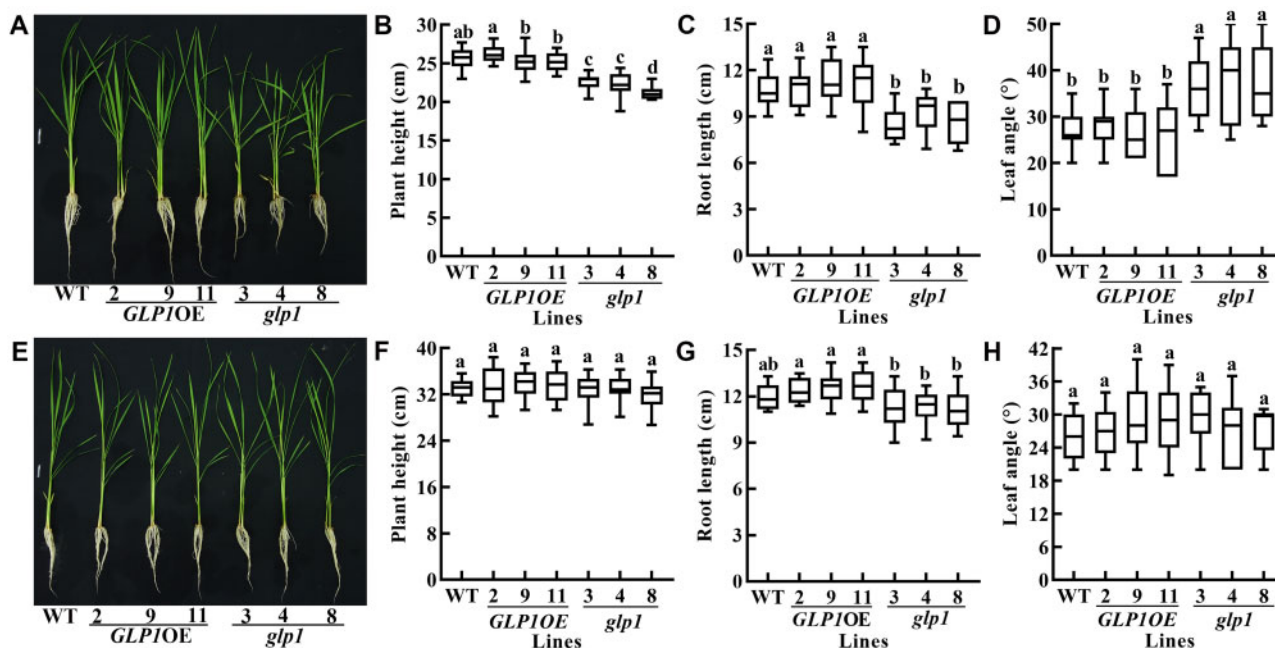 A
WT
2 9 11 3 4 8
GLP1OE glp1
B
Plant height (cm)
30
25
20
15
10
5
0
ab a b b c c d
WT 2 9 11 3 4 8
GLP1OE glp1
Lines
C
Root length (cm)
15
12
9
6
3
0
a a a a b b b
WT 2 9 11 3 4 8
GLP1OE glp1
Lines
D
Leaf angle (°)
50
40
30
20
10
0
b b b b a a a
WT 2 9 11 3 4 8
GLP1OE glp1
Lines
E
WT 2 9 11 3 4 8
GLP1OE glp1
F
Plant height (cm)
40
32
24
16
8
0
a a a a a a a
WT 2 9 11 3 4 8
GLP1OE glp1
Lines
G
Root length (cm)
15
12
9
6
3
0
ab a a a b b b
WT 2 9 11 3 4 8
GLP1OE glp1
Lines
H
Leaf angle (°)
42
36
30
24
18
12
6
0
a a a a a a a
WT 2 9 11 3 4 8
GLP1OE glp1
Lines